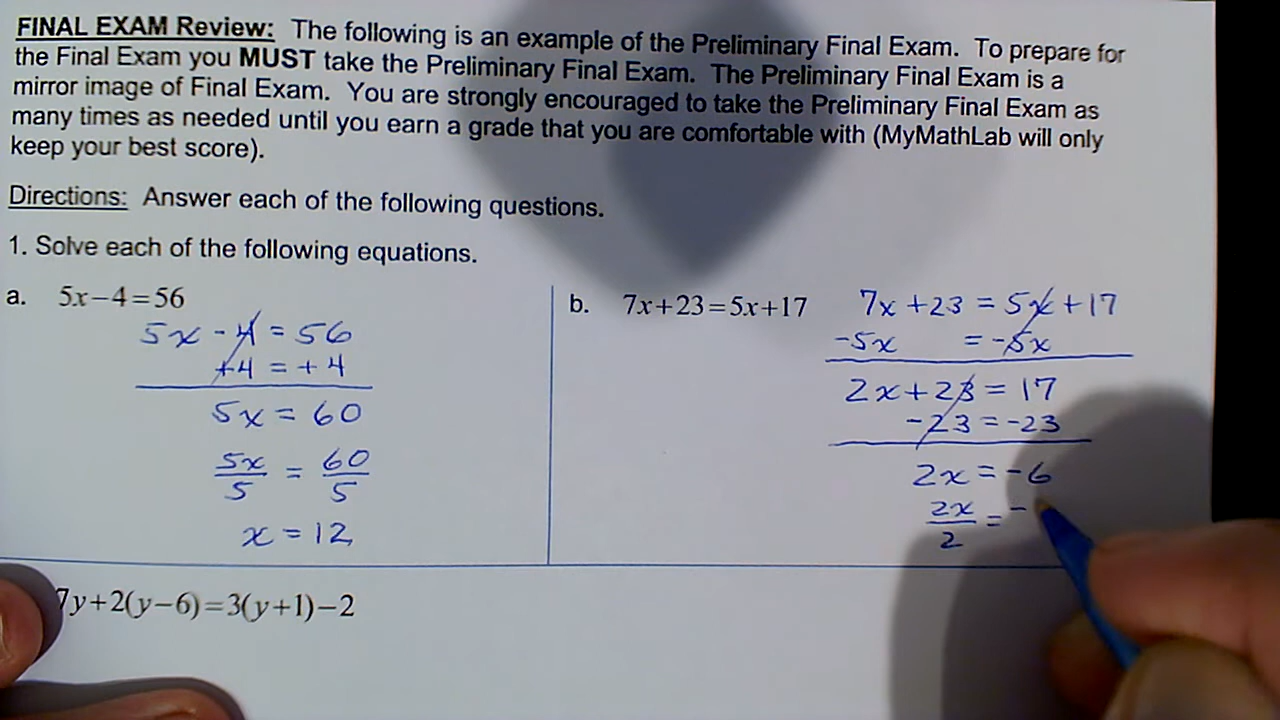 FINAL EXAM Review: The following is an example of the Preliminary Final Exam. To prepare for
the Final Exam you MUST take the Preliminary Final Exam. The Preliminary Final Exam is a
mirror image of Final Exam. You are strongly encouraged to take the Preliminary Final Exam as
many times as needed until you earn a grade that you are comfortable with (MyMathLab will only
keep your best score).
Directions: Answer each of the following questions.
1. Solve each of the following equations.
a. 5x−4=56
5x - 4 = 56
+4 = +4
5x = 60
5x/5 = 60/5
x = 12
b. 7x+23=5x+17
7x + 23 = 5x + 17
-5x = -5x
2x + 23 = 17
-23 = -23
2x = -6
2x/2 = -
7y+2(y−6)=3(y+1)−2